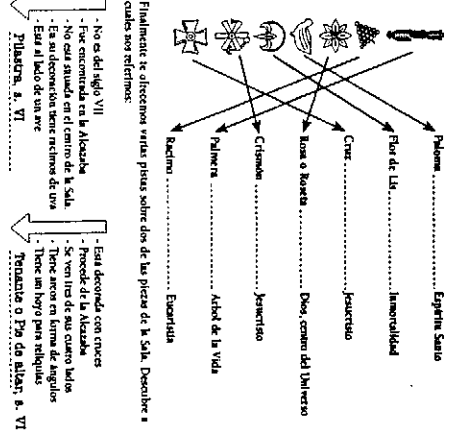 Paloma ........ Espíritu Santo
Flor de Lis ........ Inmortalidad
Cruz ........ Jesucristo
Rosa o Roseta ........ Dios, centro del Universo
Crismón ........ Jesucristo
Palmera ........ Arbol de la Vida
Racimo ........ Eucaristía
Finalmente te ofrecemos varias pistas sobre dos de las piezas de la Sala. Descubre a
cuales nos referimos:
- No es del siglo VII
- Fue encontrada en la Alcazaba
- No está situada en el centro de la Sala.
- En su decoración tiene racimos de uva
- Está al lado de un ave
Pilastra, s. VI
- Está decorada con cruces
- Procede de la Alcazaba
- Se ven tres de sus cuatro lados
- Tiene arcos en forma de ángulos
- Tiene un hoyo para reliquias
Tenante o Pie de altar, s. VI